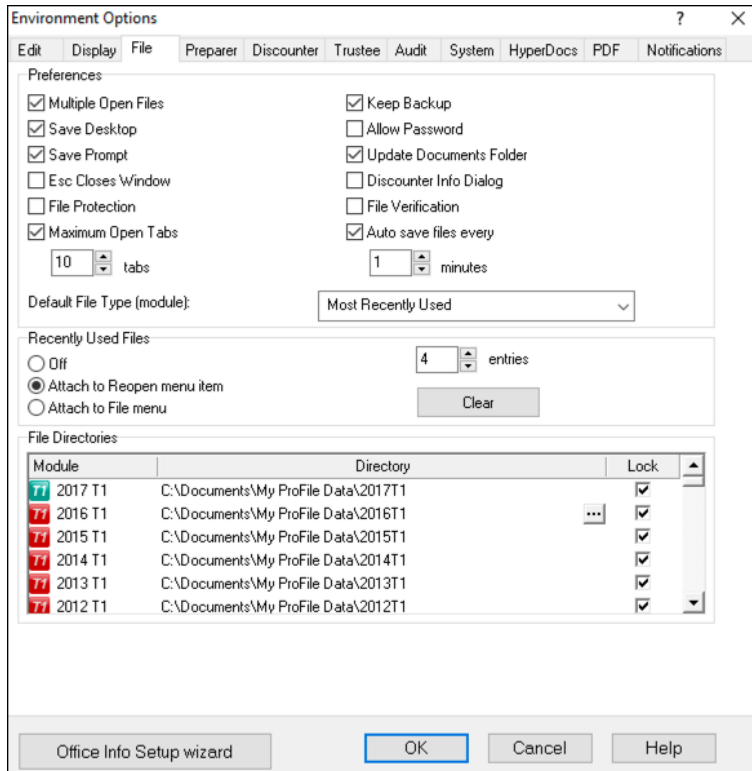 Environment Options ?
Edit Display File Preparer Discounter Trustee Audit System HyperDocs PDF Notifications
Preferences
Multiple Open Files Keep Backup
Save Desktop Allow Password
Save Prompt Update Documents Folder
Esc Closes Window Discounter Info Dialog
File Protection File Verification
Maximum Open Tabs Auto save files every
10 tabs 1 minutes
Default File Type (module): Most Recently Used
Recently Used Files
Off 4 entries
Attach to Reopen menu item
Attach to File menu Clear
File Directories
Module Directory Lock
T1 2017 T1 C:\Documents\My ProFile Data\2017T1
T1 2016 T1 C:\Documents\My ProFile Data\2016T1 ...
T1 2015 T1 C:\Documents\My ProFile Data\2015T1
T1 2014 T1 C:\Documents\My ProFile Data\2014T1
T1 2013 T1 C:\Documents\My ProFile Data\2013T1
T1 2012 T1 C:\Documents\My ProFile Data\2012T1
Office Info Setup wizard OK Cancel Help